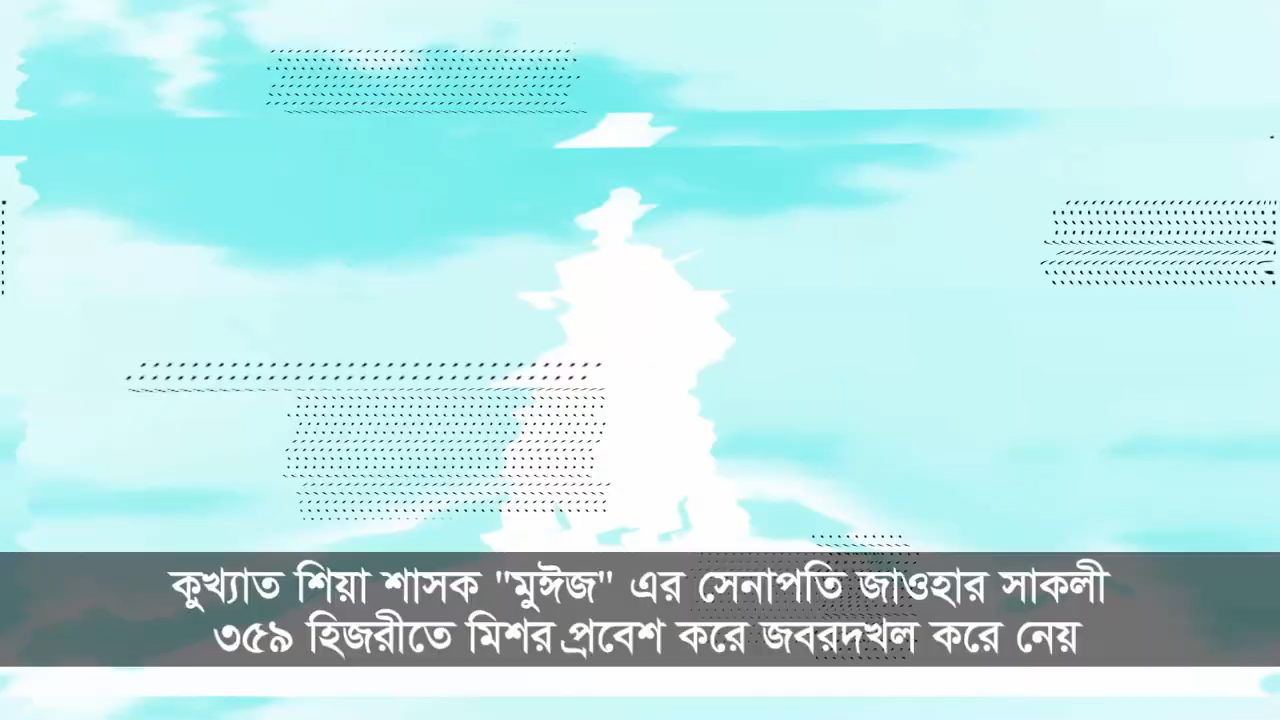 কুখ্যাত শিয়া শাসক "মুঈজ" এর সেনাপতি জাওহার সাকলী
৩৫৯ হিজরীতে মিশর প্রবেশ করে জবরদখল করে নেয়